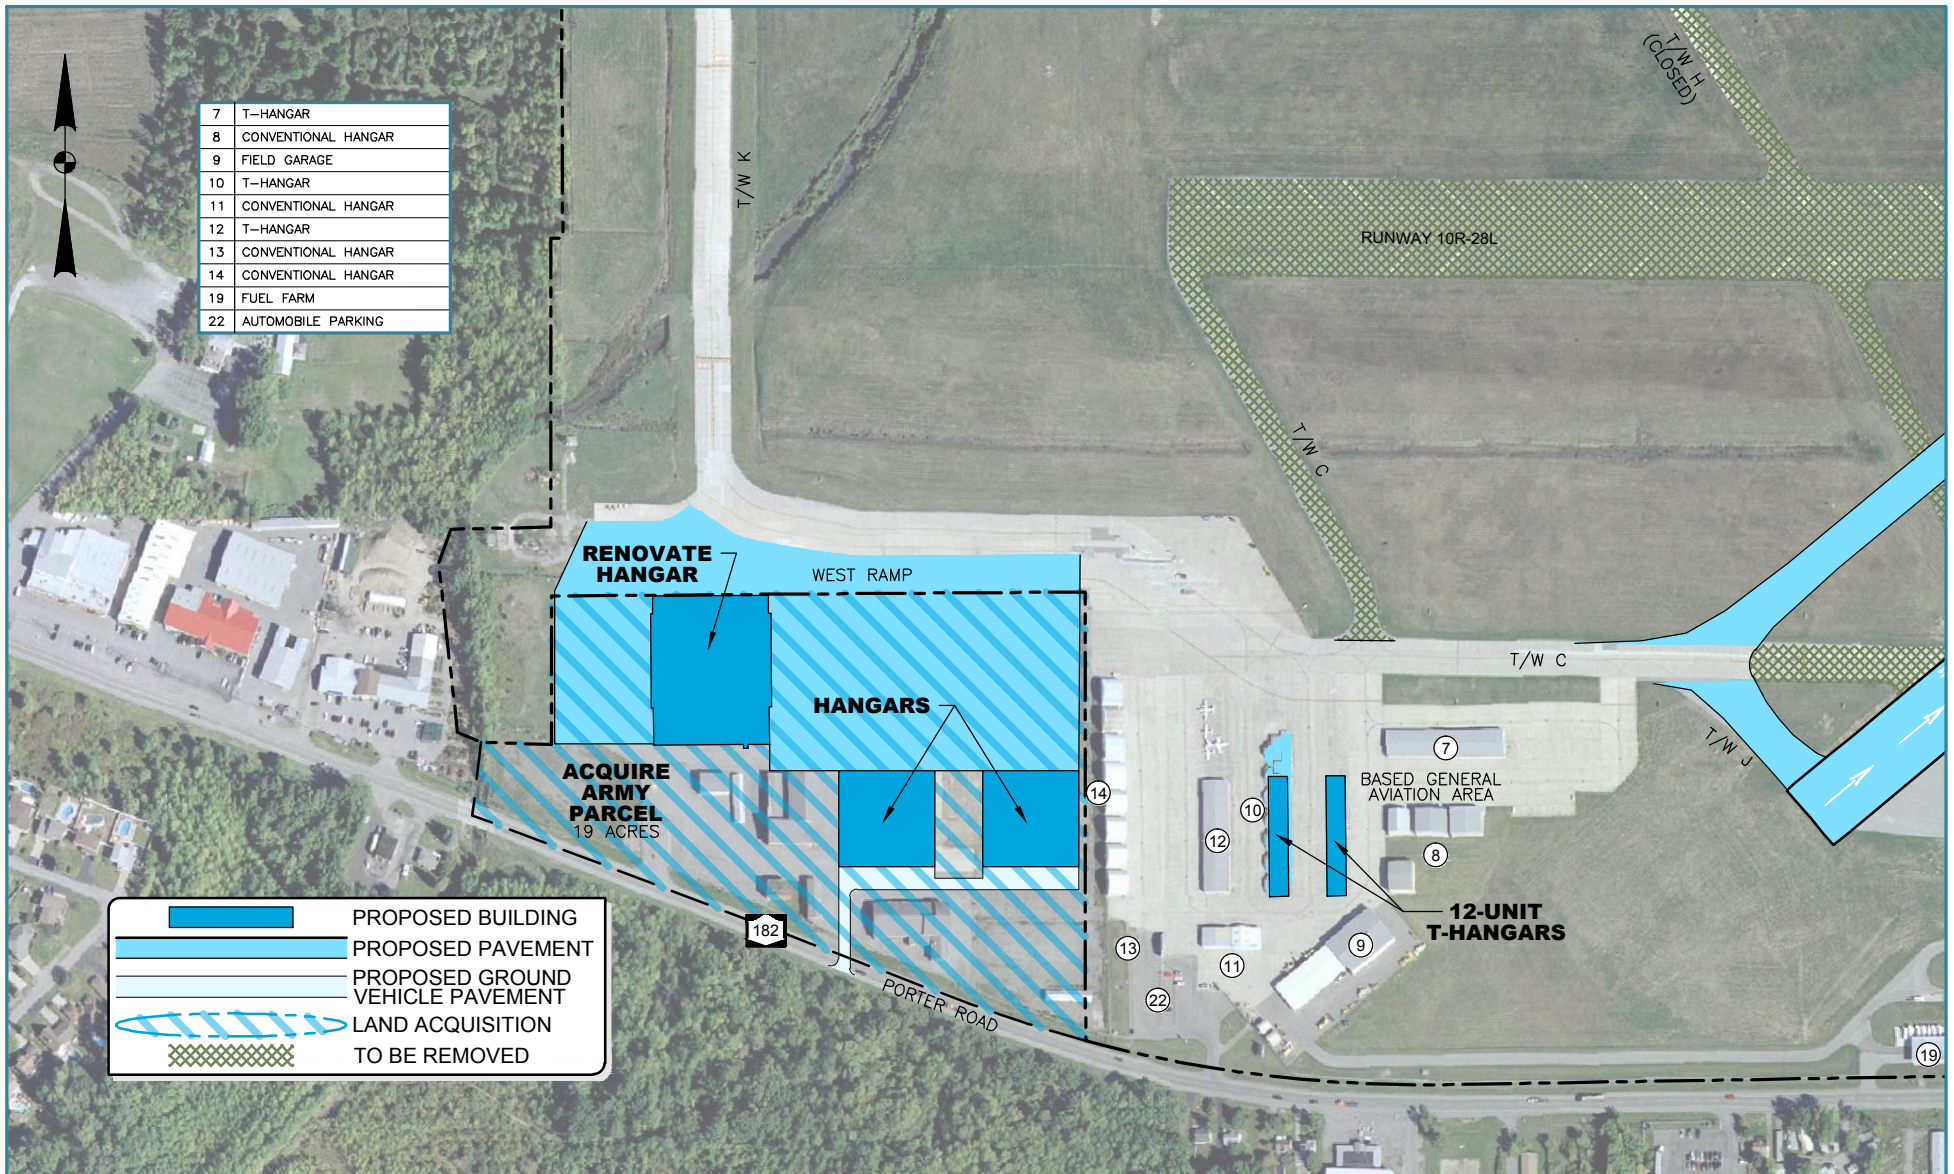 T/W H
(CLOSED)
7 T-HANGAR
8 CONVENTIONAL HANGAR
9 FIELD GARAGE
10 T-HANGAR
11 CONVENTIONAL HANGAR
12 T-HANGAR
13 CONVENTIONAL HANGAR
14 CONVENTIONAL HANGAR
19 FUEL FARM
22 AUTOMOBILE PARKING
T/W K
RUNWAY 10R-28L
T/W C
RENOVATE
HANGAR
WEST RAMP
T/W C
HANGARS
T/W J
7
ACQUIRE
ARMY
PARCEL
19 ACRES
BASED GENERAL
AVIATION AREA
14
10
12
8
12-UNIT
T-HANGARS
182
13
11
9
22
PORTER ROAD
19
PROPOSED BUILDING
PROPOSED PAVEMENT
PROPOSED GROUND
VEHICLE PAVEMENT
LAND ACQUISITION
TO BE REMOVED